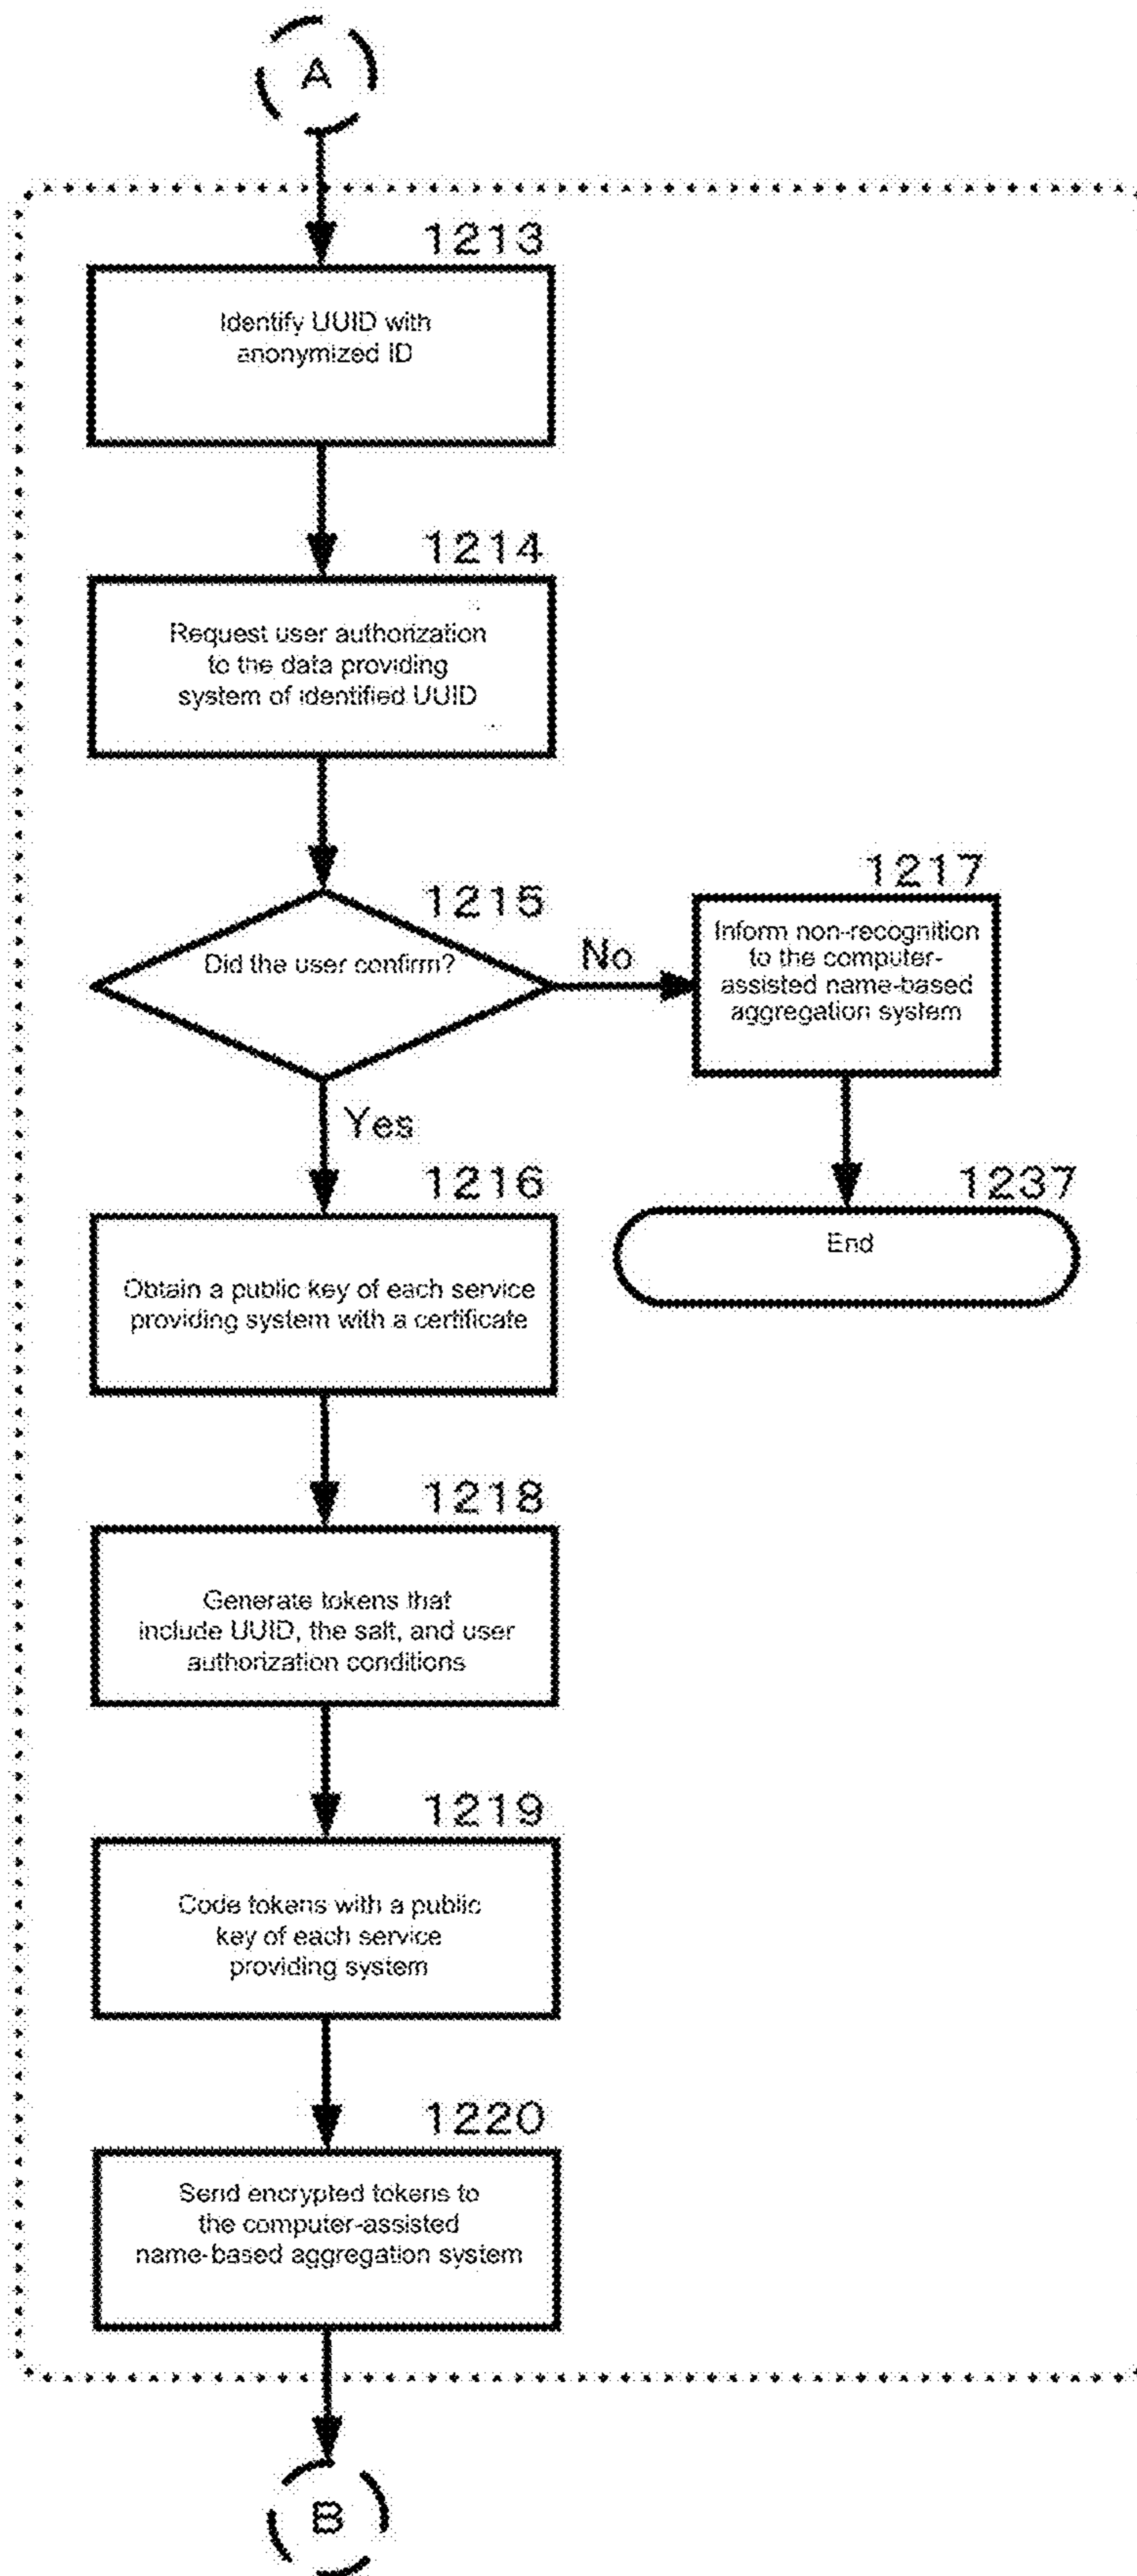 A
1213
Identify UUID with
anonymized ID
1214
Request user authorization
to the data providing
system of identified UUID
1215
Did the user confirm?
No
1217
Inform non-recognition
to the computer-
assisted name-based
aggregation system
Yes
1237
End
1216
Obtain a public key of each service
providing system with a certificate
1218
Generate tokens that
include UUID, the salt, and user
authorization conditions
1219
Code tokens with a public
key of each service
providing system
1220
Send encrypted tokens to
the computer-assisted
name-based aggregation system
B